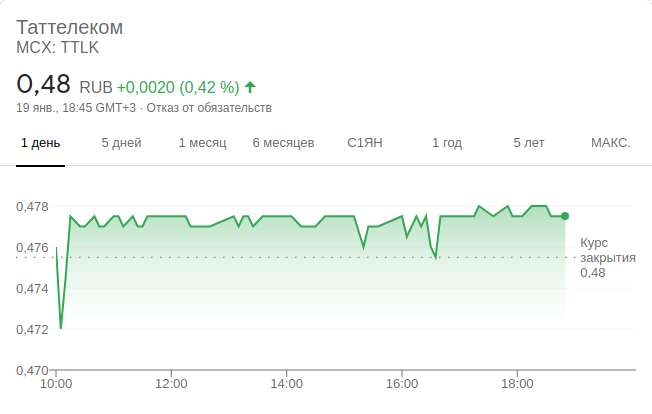 Таттелеком
MCX: TTLK
0,48 RUB +0,0020 (0,42 %)
19 янв., 18:45 GMT+3 · Отказ от обязательств
1 день 5 дней 1 месяц 6 месяцев С1ЯН 1 год 5 лет МАКС.
0,478
0,476
0,474
0,472
0,470
Курс
закрытия
0,48
10:00 12:00 14:00 16:00 18:00